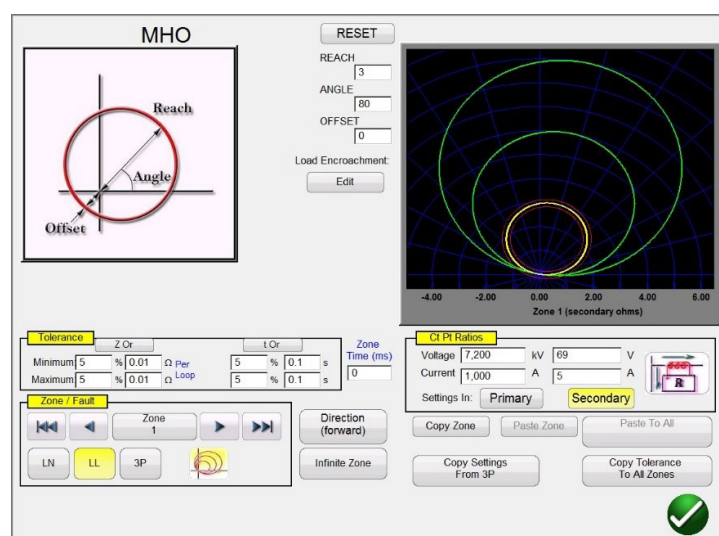 MHO
Reach
Angle
Offset
RESET
REACH
3
ANGLE
80
OFFSET
0
Load Encroachment:
Edit
-4.00 -2.00 0.00 2.00 4.00 6.00
Zone 1 (secondary ohms)
Tolerance
Z Or
t Or
Minimum 5 % 0.01 Ω Per 5 % 0.1 s
Maximum 5 % 0.01 Ω Loop 5 % 0.1 s
Zone
Time (ms)
0
Ct Pt Ratios
Voltage 7,200 kV 69 V
Current 1,000 A 5 A
R
Settings In: Primary Secondary
Zone / Fault
Zone
1
LN LL 3P
Direction
(forward)
Infinite Zone
Copy Zone Paste Zone Paste To All
Copy Settings
From 3P
Copy Tolerance
To All Zones